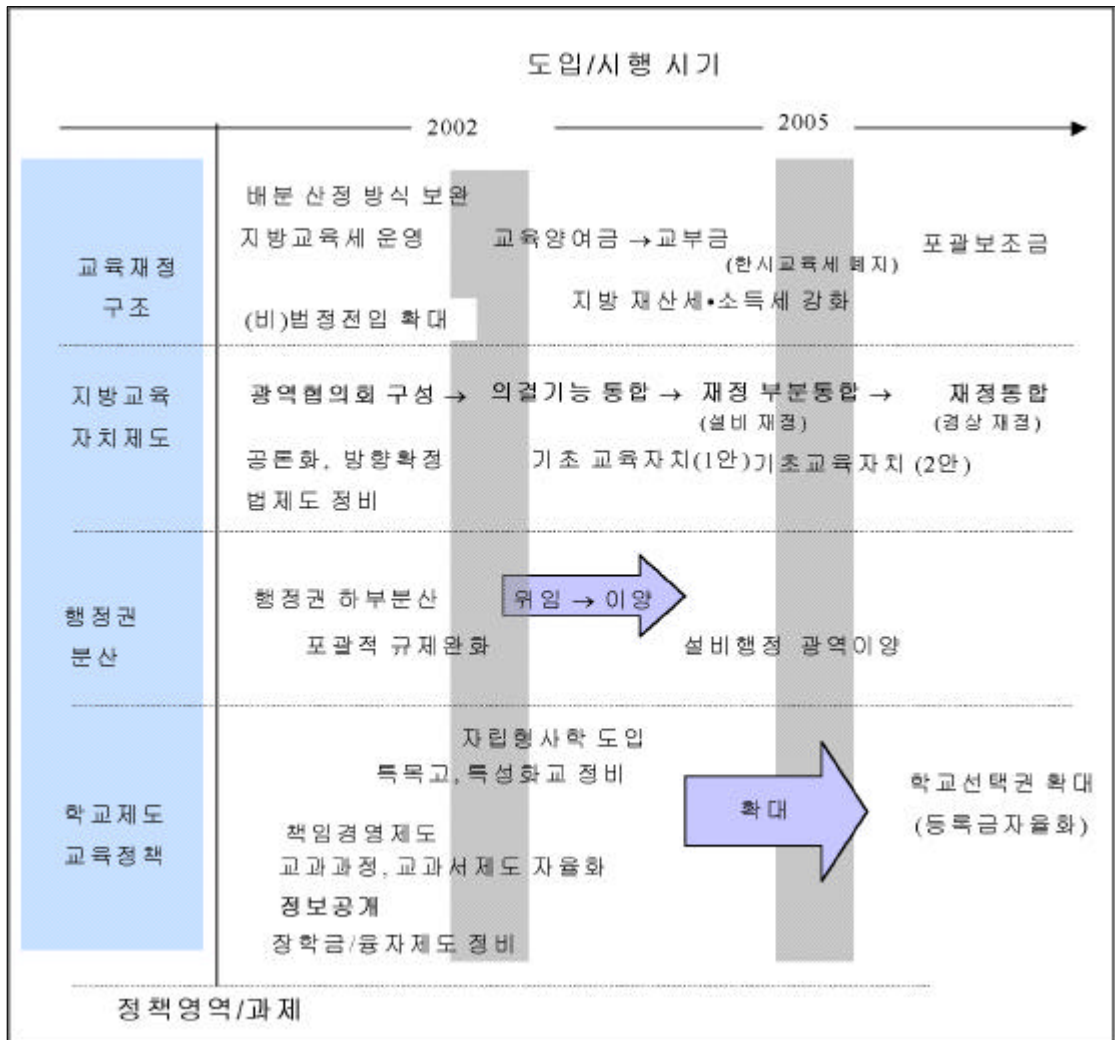 도입/시행 시기
2002
2005
교육재정
구조
배분 산정 방식 보완
지방교육세 운영
(비)법정전입 확대
교육양여금 →교부금
(한시교육세 폐지)
지방 재산세•소득세 강화
포괄보조금
지방교육
자치제도
광역협의회 구성 → 의결기능 통합 → 재정 부분통합 → 재정통합
(설비 재정)
(경상 재정)
공론화, 방향확정
법제도 정비
기초 교육자치(1안)
기초교육자치 (2안)
행정권
분산
행정권 하부분산
위임 → 이양
포괄적 규제완화
설비행정 광역이양
학교제도
교육정책
자립형사학 도입
특목고, 특성화교 정비
책임경영제도
교과과정, 교과서제도 자율화
정보공개
장학금/융자제도 정비
확대
학교선택권 확대
(등록금자율화)
정책영역/과제